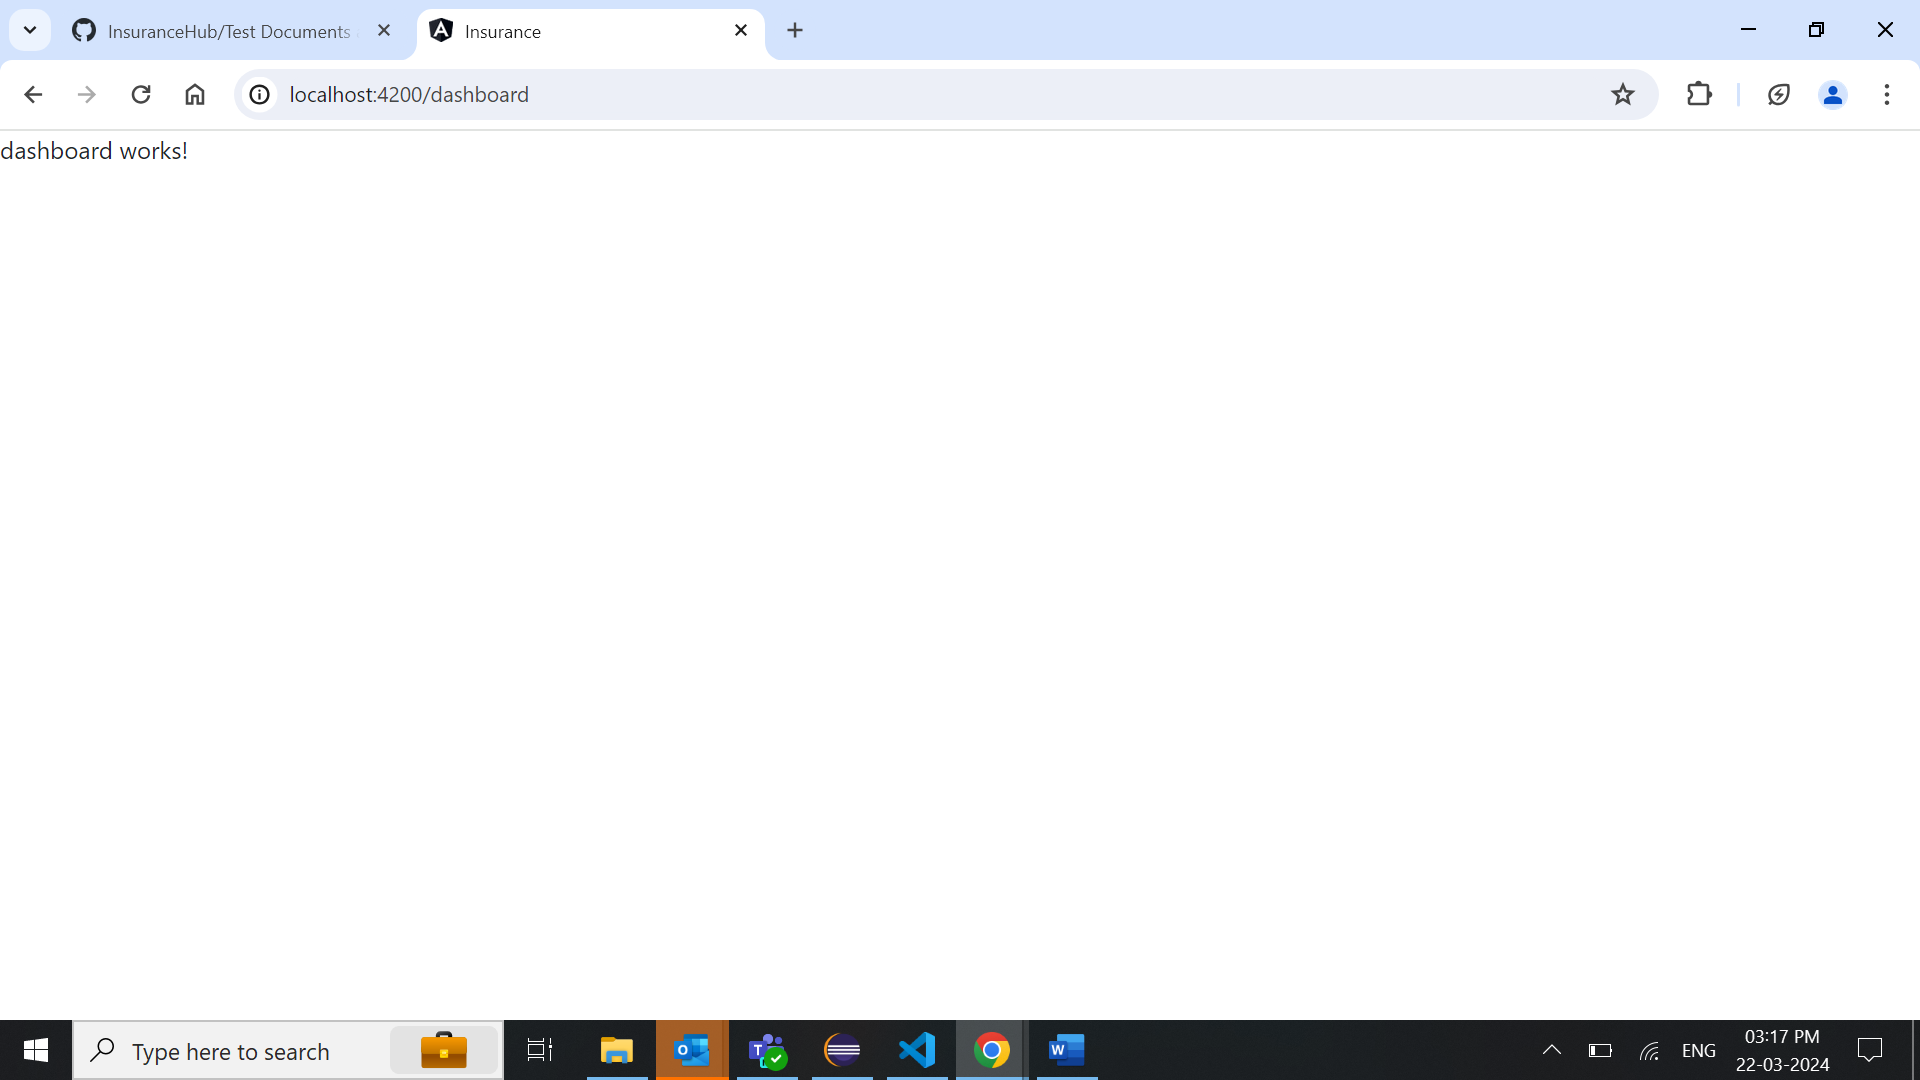 InsuranceHub/Test Documents
Insurance
localhost:4200/dashboard
dashboard works!
Type here to search
ENG
03:17 PM
22-03-2024